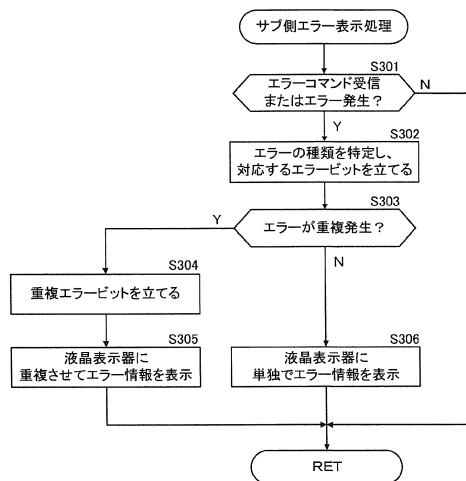 サブ側エラー表示処理
S301
エラーコマンド受信
またはエラー発生？
N
Y
S302
エラーの種類を特定し、
対応するエラービットを立てる
S303
エラーが重複発生？
Y
N
S304
重複エラービットを立てる
S305
液晶表示器に
重複させてエラー情報を表示
S306
液晶表示器に
単独でエラー情報を表示
RET